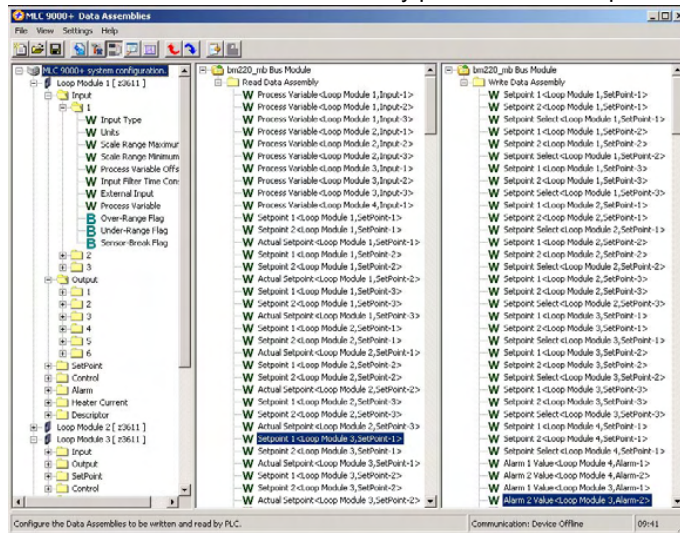 MLC 9000+ Data Assemblies
File View Settings Help
MLC 9000+ system configuration.
Loop Module 1 [ z3611 ]
Input
1
Input Type
Units
Scale Range Maximur
Scale Range Minimum
Process Variable Offs
Input Filter Time Cons
External Input
Process Variable
Over-Range Flag
Under-Range Flag
Sensor-Break Flag
2
3
Output
1
2
3
4
5
6
SetPoint
Control
Alarm
Heater Current
Descriptor
Loop Module 2 [ z3611 ]
Loop Module 3 [ z3611 ]
Input
Output
SetPoint
Control
bm220_mb Bus Module
Read Data Assembly
Process Variable<Loop Module 1,Input-1>
Process Variable<Loop Module 1,Input-2>
Process Variable<Loop Module 1,Input-3>
Process Variable<Loop Module 2,Input-1>
Process Variable<Loop Module 2,Input-2>
Process Variable<Loop Module 2,Input-3>
Process Variable<Loop Module 3,Input-1>
Process Variable<Loop Module 3,Input-2>
Process Variable<Loop Module 3,Input-3>
Process Variable<Loop Module 4,Input-1>
Setpoint 1<Loop Module 1,SetPoint-1>
Setpoint 2<Loop Module 1,SetPoint-1>
Actual Setpoint<Loop Module 1,SetPoint-1>
Setpoint 1<Loop Module 1,SetPoint-2>
Setpoint 2<Loop Module 1,SetPoint-2>
Actual Setpoint<Loop Module 1,SetPoint-2>
Setpoint 1<Loop Module 1,SetPoint-3>
Setpoint 2<Loop Module 1,SetPoint-3>
Actual Setpoint<Loop Module 1,SetPoint-3>
Setpoint 1<Loop Module 2,SetPoint-1>
Setpoint 2<Loop Module 2,SetPoint-1>
Actual Setpoint<Loop Module 2,SetPoint-1>
Setpoint 1<Loop Module 2,SetPoint-2>
Setpoint 2<Loop Module 2,SetPoint-2>
Actual Setpoint<Loop Module 2,SetPoint-2>
Setpoint 1<Loop Module 2,SetPoint-3>
Setpoint 2<Loop Module 2,SetPoint-3>
Actual Setpoint<Loop Module 2,SetPoint-3>
Setpoint 1<Loop Module 3,SetPoint-1>
Setpoint 2<Loop Module 3,SetPoint-1>
Actual Setpoint<Loop Module 3,SetPoint-1>
Setpoint 1<Loop Module 3,SetPoint-2>
Setpoint 2<Loop Module 3,SetPoint-2>
Actual Setpoint<Loop Module 3,SetPoint-2>
bm220_mb Bus Module
Write Data Assembly
Setpoint 1<Loop Module 1,SetPoint-1>
Setpoint 2<Loop Module 1,SetPoint-1>
Setpoint Select<Loop Module 1,SetPoint-1>
Setpoint 1<Loop Module 1,SetPoint-2>
Setpoint 2<Loop Module 1,SetPoint-2>
Setpoint Select<Loop Module 1,SetPoint-2>
Setpoint 1<Loop Module 1,SetPoint-3>
Setpoint 2<Loop Module 1,SetPoint-3>
Setpoint Select<Loop Module 1,SetPoint-3>
Setpoint 1<Loop Module 2,SetPoint-1>
Setpoint 2<Loop Module 2,SetPoint-1>
Setpoint Select<Loop Module 2,SetPoint-1>
Setpoint 1<Loop Module 2,SetPoint-2>
Setpoint 2<Loop Module 2,SetPoint-2>
Setpoint Select<Loop Module 2,SetPoint-2>
Setpoint 1<Loop Module 2,SetPoint-3>
Setpoint 2<Loop Module 2,SetPoint-3>
Setpoint Select<Loop Module 2,SetPoint-3>
Setpoint 1<Loop Module 3,SetPoint-1>
Setpoint 2<Loop Module 3,SetPoint-1>
Setpoint Select<Loop Module 3,SetPoint-1>
Setpoint 1<Loop Module 3,SetPoint-2>
Setpoint 2<Loop Module 3,SetPoint-2>
Setpoint Select<Loop Module 3,SetPoint-2>
Setpoint 1<Loop Module 3,SetPoint-3>
Setpoint 2<Loop Module 3,SetPoint-3>
Setpoint Select<Loop Module 3,SetPoint-3>
Setpoint 1<Loop Module 4,SetPoint-1>
Setpoint 2<Loop Module 4,SetPoint-1>
Setpoint Select<Loop Module 4,SetPoint-1>
Alarm 1 Value<Loop Module 4,Alarm-1>
Alarm 2 Value<Loop Module 4,Alarm-1>
Alarm 1 Value<Loop Module 3,Alarm-2>
Alarm 2 Value<Loop Module 3,Alarm-2>
Configure the Data Assemblies to be written and read by PLC.
Communication: Device Offline
09:41